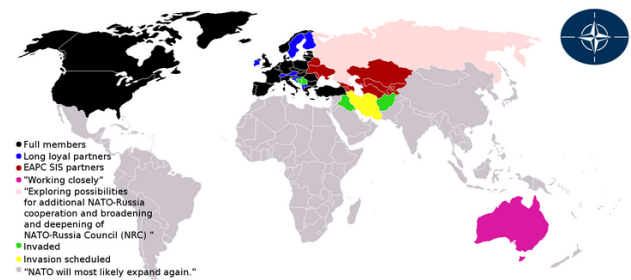 Full members
Long loyal partners
EAPC SIS partners
"Working closely"
"Exploring possibilities
for additional NATO-Russia
cooperation and broadening
and deepening of
NATO-Russia Council (NRC) "
Invaded
Invasion scheduled
"NATO will most likely expand again."